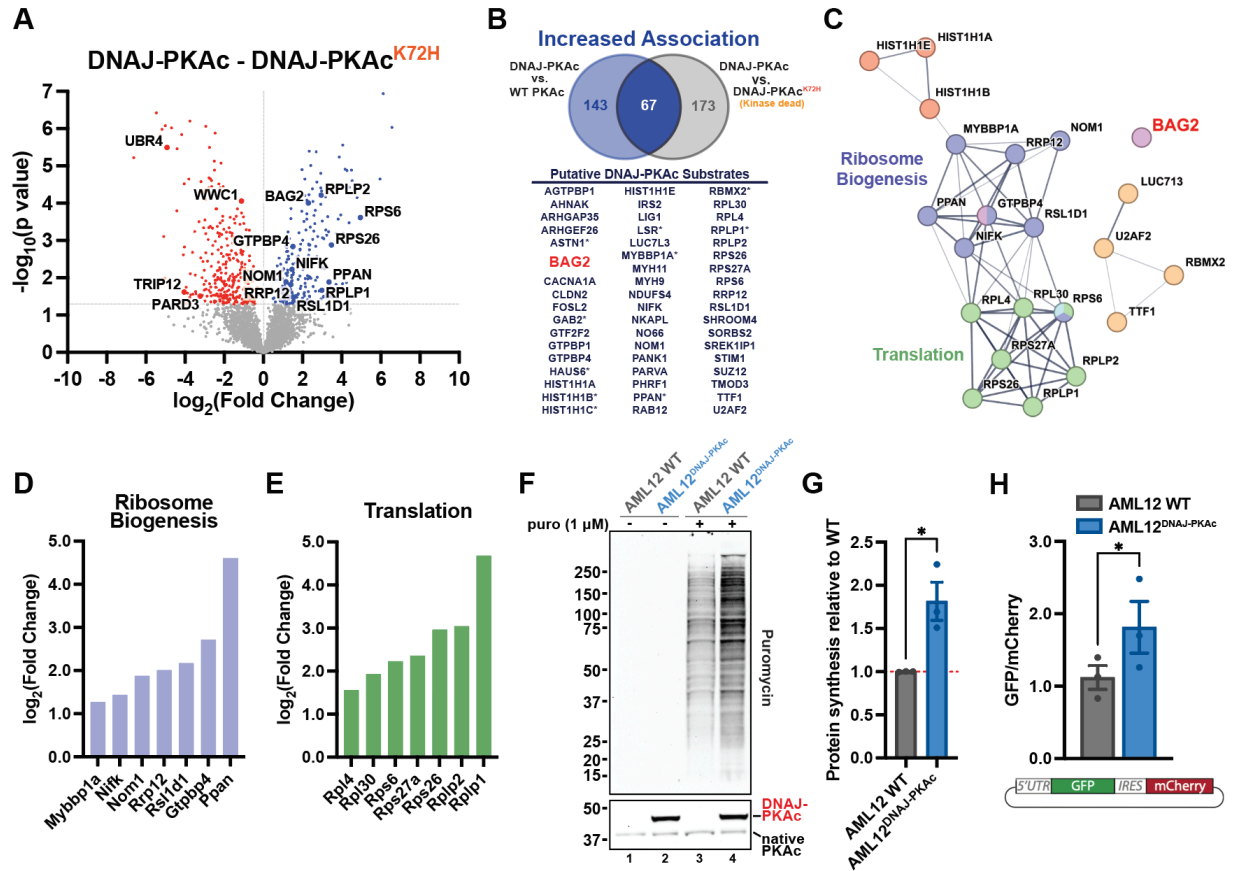 A
DNAJ-PKAc - DNAJ-PKAcK72H
-log10(p value)
7
6
5
4
3
2
1
0
-10 -8 -6 -4 -2 0 2 4 6 8 10
log2(Fold Change)
UBR4
WWC1
BAG2
RPLP2
RPS6
GTPBP4
RPS26
NIFK
NOM1
PPAN
TRIP12
RRP12
RPLP1
PARD3
RSL1D1
B
Increased Association
DNAJ-PKAc
vs.
WT PKAc
DNAJ-PKAc
vs.
DNAJ-PKAcK72H
(Kinase dead)
143 67 173
Putative DNAJ-PKAc Substrates
AGTPBP1 HIST1H1E RBMX2*
AHNAK IRS2 RPL30
ARHGAP35 LIG1 RPL4
ARHGEF26 LSR* RPLP1*
ASTN1* LUC7L3 RPLP2
BAG2 MYBBP1A* RPS26
MYH11 RPS27A
CACNA1A MYH9 RPS6
CLDN2 NDUFS4 RRP12
FOSL2 NIFK RSL1D1
GAB2* NKAPL SHROOM4
GTF2F2 NO66 SORBS2
GTPBP1 NOM1 SREK1IP1
GTPBP4 PANK1 STIM1
HAUS6* PARVA SUZ12
HIST1H1A PHRF1 TMOD3
HIST1H1B* PPAN* TTF1
HIST1H1C* RAB12 U2AF2
C
HIST1H1E
HIST1H1A
HIST1H1B
MYBBP1A
RRP12
NOM1
BAG2
Ribosome
Biogenesis
LUC713
PPAN
GTPBP4
RSL1D1
NIFK
U2AF2
RBMX2
RPL4
RPL30
RPS6
TTF1
Translation
RPS27A
RPLP2
RPS26
RPLP1
D
Ribosome
Biogenesis
log2(Fold Change)
5.0
4.0
3.0
2.0
1.0
0.0
Mybbp1a
Nifk
Nom1
Rrp12
Rsl1d1
Gtpbp4
Ppan
E
Translation
log2(Fold Change)
5.0
4.0
3.0
2.0
1.0
0.0
Rpl4
Rpl30
Rps6
Rps27a
Rps26
Rplp2
Rplp1
F
AML12 WT
AML12DNAJ-PKAc
AML12 WT
AML12DNAJ-PKAc
puro (1 µM) - - + +
250
150
100
75
50
37
25
20
15
Puromycin
50
37
DNAJ-
PKAc
native
PKAc
1 2 3 4
G
Protein synthesis relative to WT
2.5
2.0
1.5
1.0
0.5
0.0
*
AML12 WT
AML12DNAJ-PKAc
H
AML12 WT
AML12DNAJ-PKAc
GFP/mCherry
3.0
2.0
1.0
0.0
*
5'UTR GFP IRES mCherry